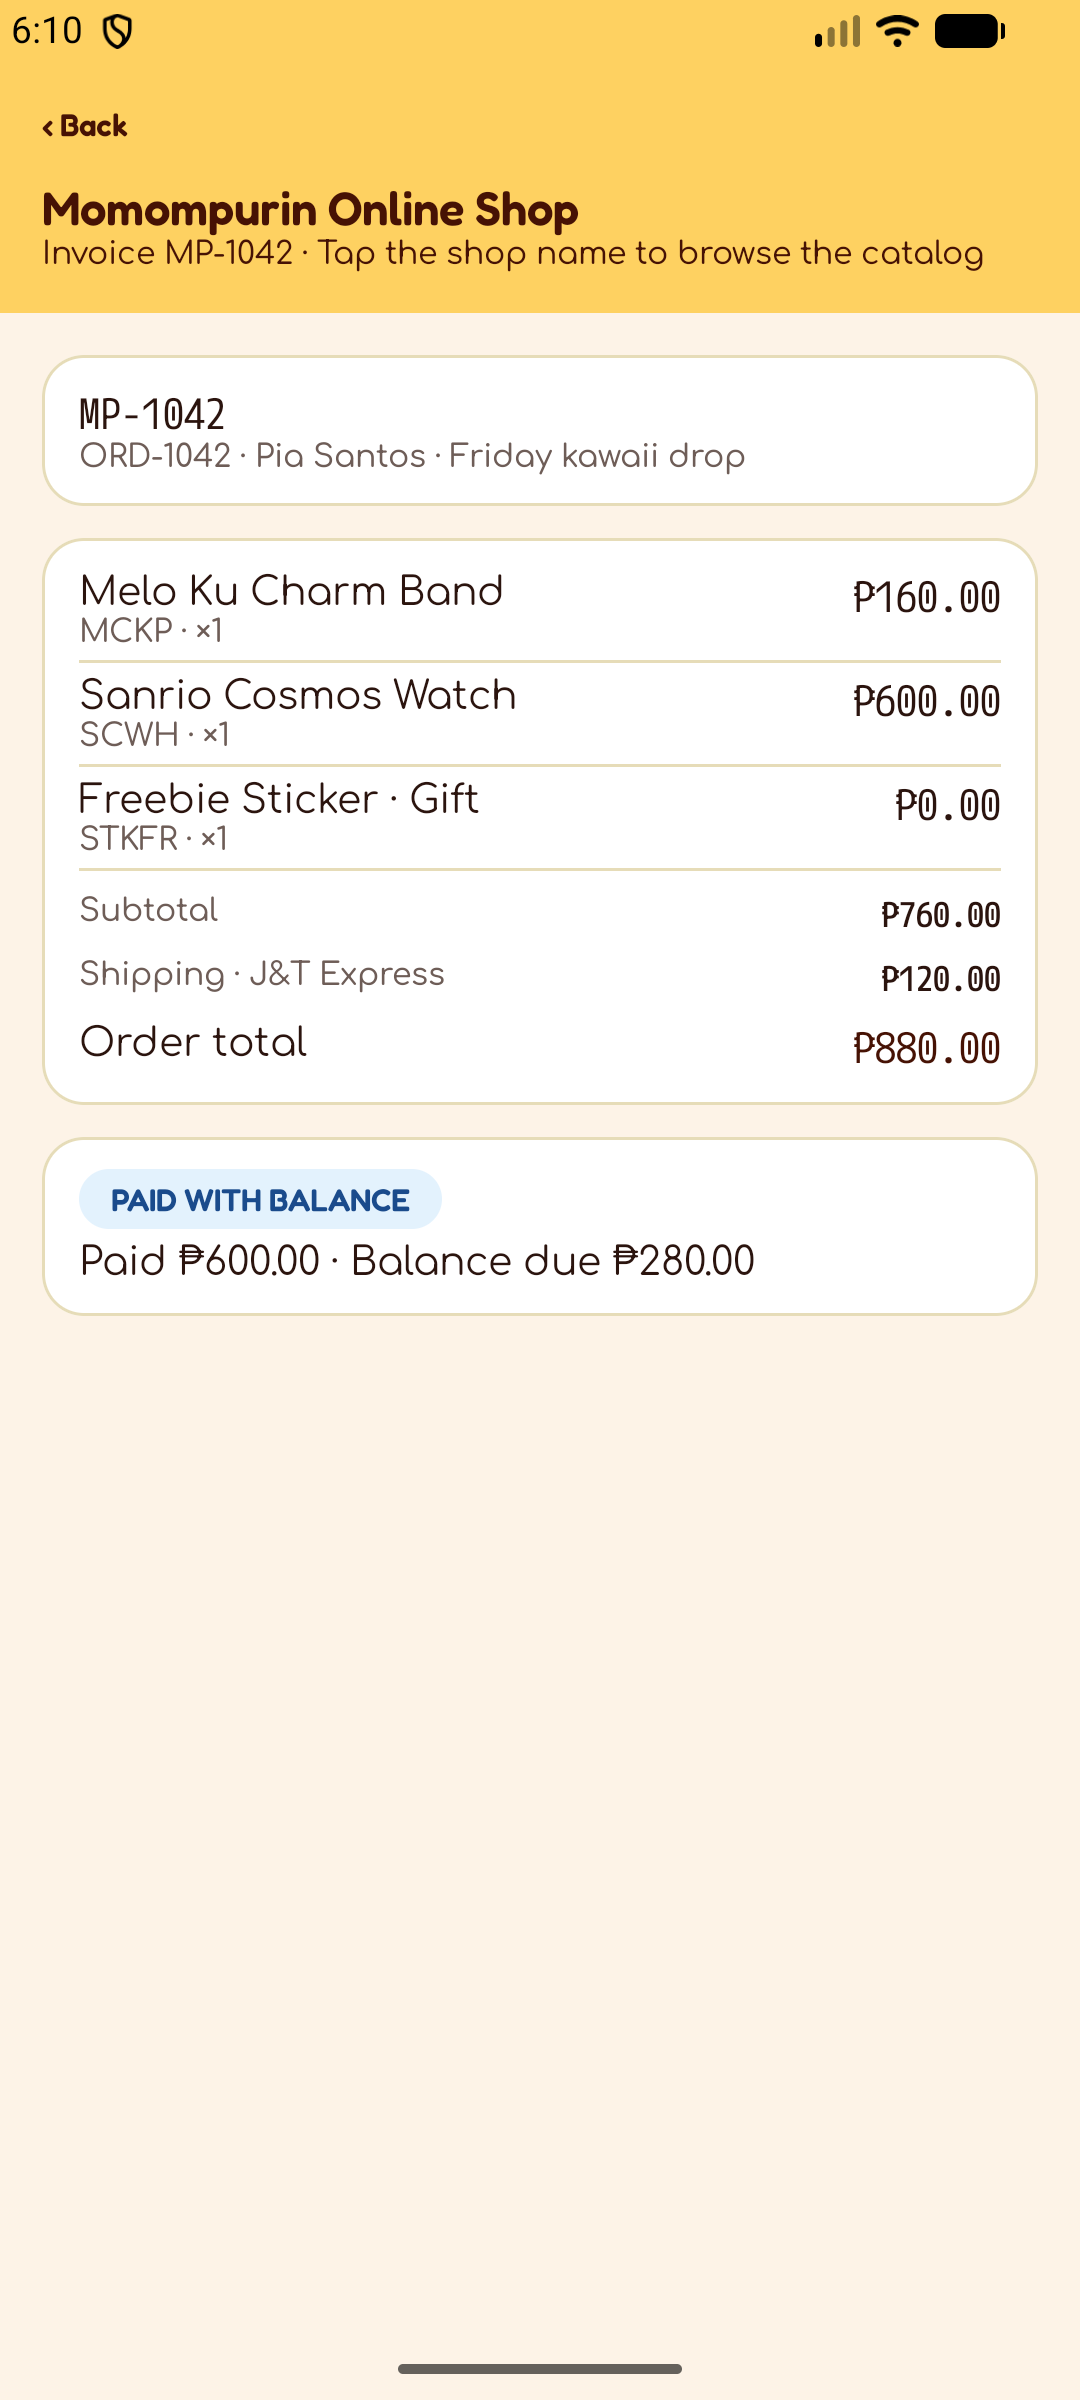 6:10
‹ Back
Momompurin Online Shop
Invoice MP-1042 · Tap the shop name to browse the catalog
MP-1042
ORD-1042 · Pia Santos · Friday kawaii drop
Melo Ku Charm Band ₱160.00
MCKP · ×1
Sanrio Cosmos Watch ₱600.00
SCWH · ×1
Freebie Sticker · Gift ₱0.00
STKFR · ×1
Subtotal ₱760.00
Shipping · J&T Express ₱120.00
Order total ₱880.00
PAID WITH BALANCE
Paid ₱600.00 · Balance due ₱280.00